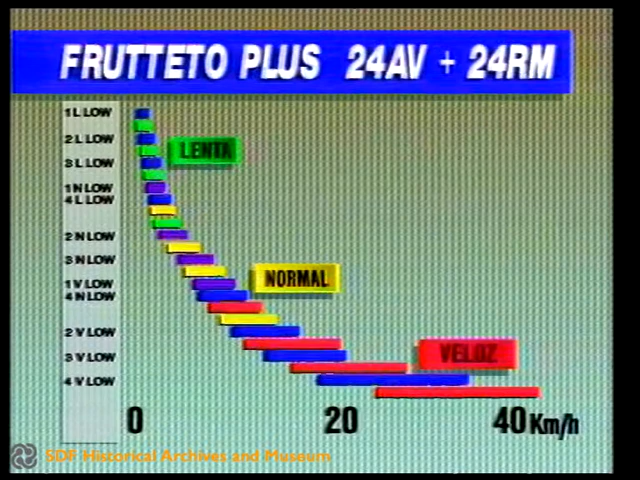 FRUTTETO PLUS 24AV + 24RM
1 L LOW
2 L LOW
LENTA
3 L LOW
1 N LOW
4 L LOW
2 N LOW
3 N LOW
NORMAL
1 V LOW
4 N LOW
2 V LOW
VELOZ
3 V LOW
4 V LOW
0 20 40 Km/h
SDF Historical Archives and Museum